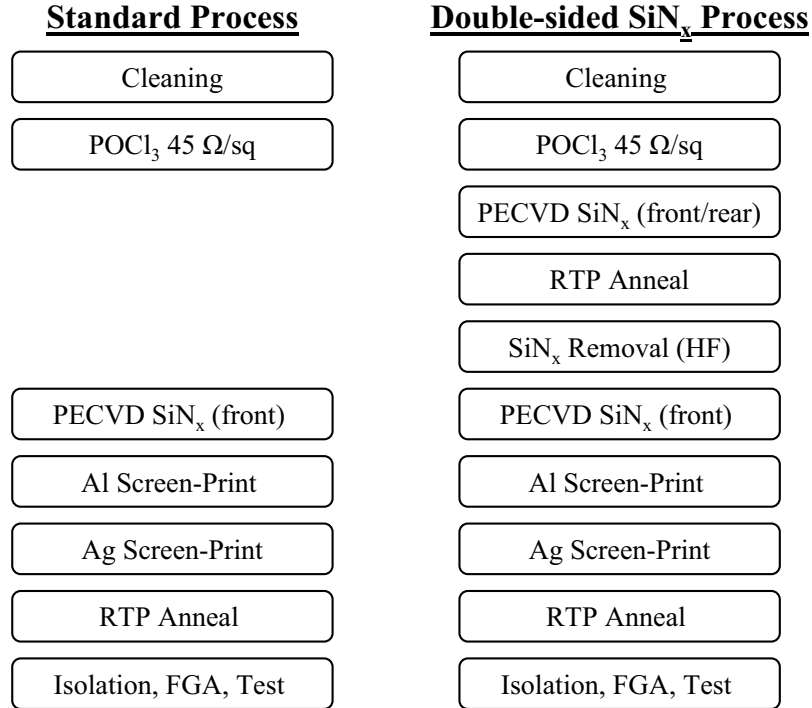 Standard Process
Cleaning
POCl₃ 45 Ω/sq
PECVD SiNₓ (front)
Al Screen-Print
Ag Screen-Print
RTP Anneal
Isolation, FGA, Test
Double-sided SiNₓ Process
Cleaning
POCl₃ 45 Ω/sq
PECVD SiNₓ (front/rear)
RTP Anneal
SiNₓ Removal (HF)
PECVD SiNₓ (front)
Al Screen-Print
Ag Screen-Print
RTP Anneal
Isolation, FGA, Test